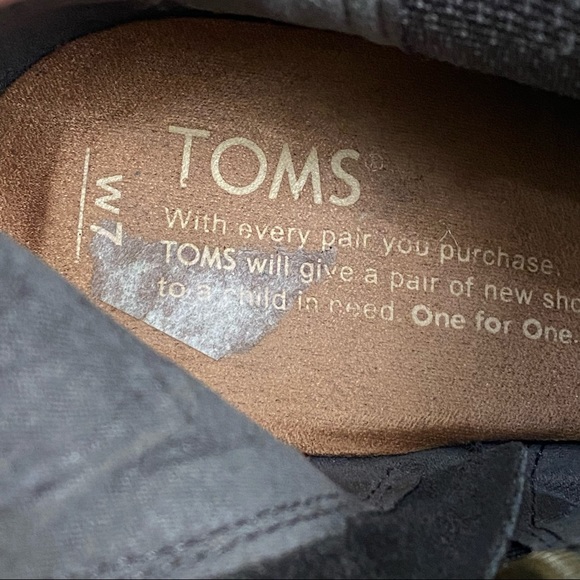 TOMS®
W7
With every pair you purchase,
TOMS will give a pair of new sho
to a child in need. One for One.